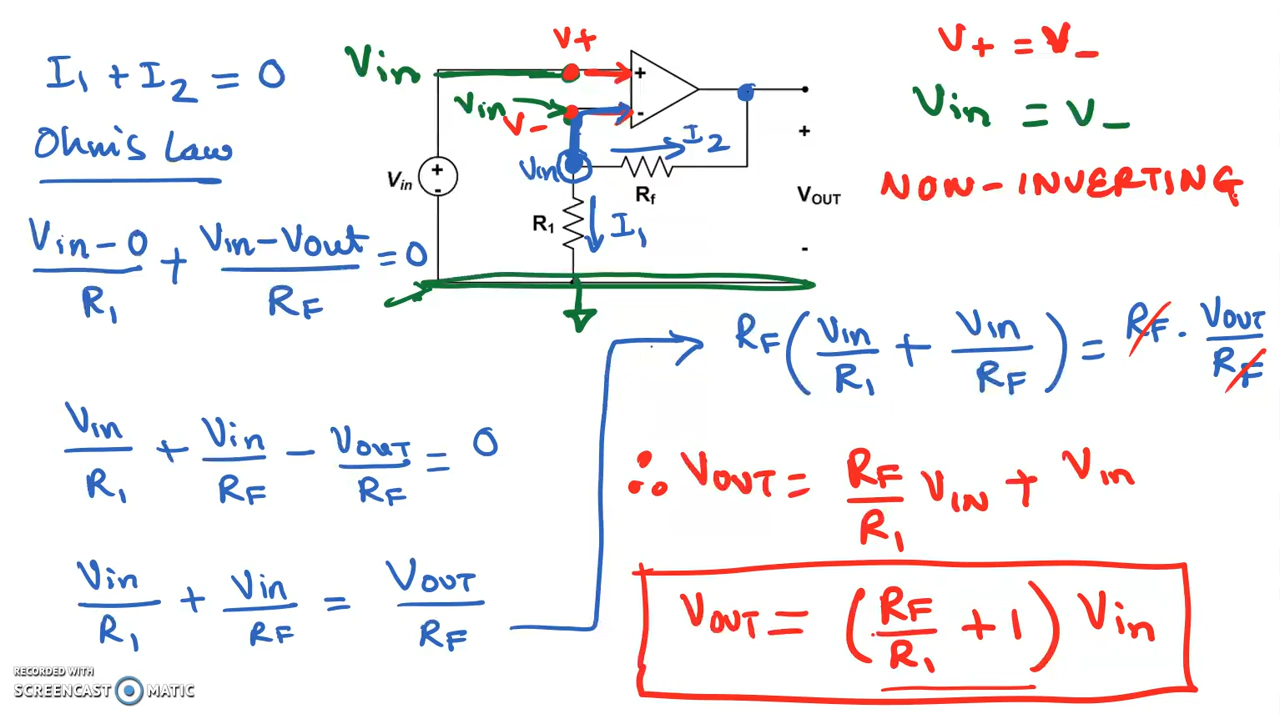 I₁ + I₂ = 0
Ohm's Law
Vin - 0 / R₁ + Vin - Vout / RF = 0
Vin / R₁ + Vin / RF - VOUT / RF = 0
Vin / R₁ + Vin / RF = VOUT / RF
Vin
V+
Vin
V-
Vin
I₂
I₁
Vin
+
-
+
-
R1
Rf
+
VOUT
-
V+ = V-
Vin = V-
NON-INVERTING
RF ( Vin / R₁ + Vin / RF ) = RF · VOUT / RF
∴ VOUT = RF / R₁ VIN + Vin
VOUT = ( RF / R₁ + 1 ) Vin
RECORDED WITH
SCREENCAST MATIC